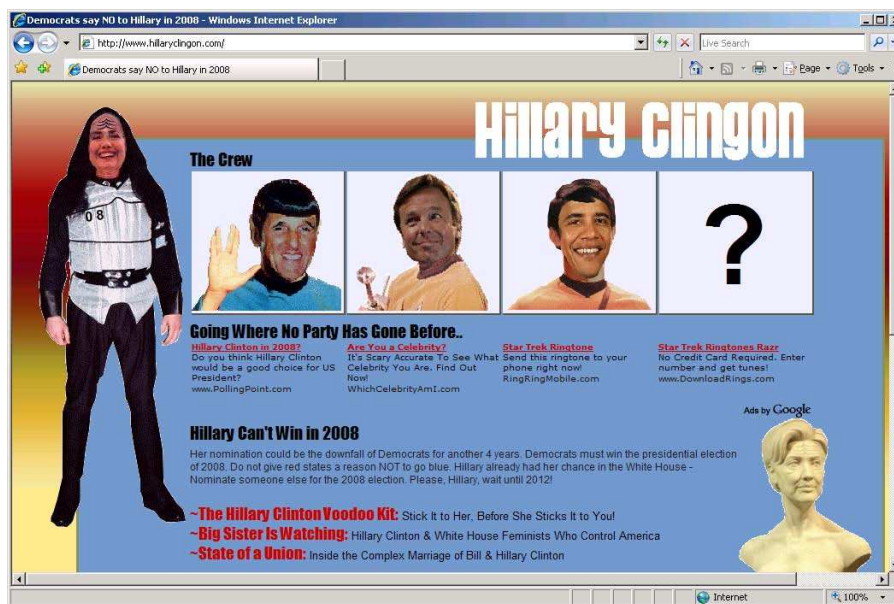 Democrats say NO to Hillary in 2008 - Windows Internet Explorer
http://www.hillaryclingon.com/
Live Search
Democrats say NO to Hillary in 2008
Page
Tools
Hillary Clingon
08
The Crew
?
Going Where No Party Has Gone Before..
Hillary Clinton in 2008?
Do you think Hillary Clinton
would be a good choice for US
President?
www.PollingPoint.com
Are You a Celebrity?
It's Scary Accurate To See What
Celebrity You Are. Find Out
Now!
WhichCelebrityAmI.com
Star Trek Ringtone
Send this ringtone to your
phone right now!
RingRingMobile.com
Star Trek Ringtones Razr
No Credit Card Required. Enter
number and get tunes!
www.DownloadRings.com
Ads by Google
Hillary Can't Win in 2008
Her nomination could be the downfall of Democrats for another 4 years. Democrats must win the presidential election
of 2008. Do not give red states a reason NOT to go blue. Hillary already had her chance in the White House -
Nominate someone else for the 2008 election. Please, Hillary, wait until 2012!
~The Hillary Clinton Voodoo Kit: Stick It to Her, Before She Sticks It to You!
~Big Sister Is Watching: Hillary Clinton & White House Feminists Who Control America
~State of a Union: Inside the Complex Marriage of Bill & Hillary Clinton
Internet
100%